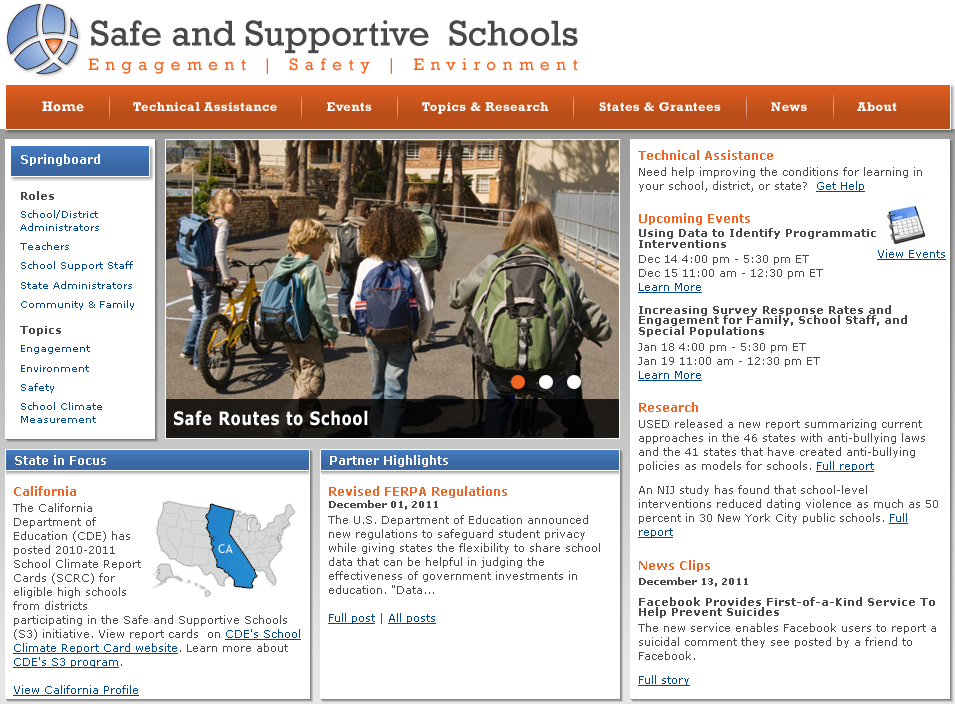 Safe and Supportive Schools
Engagement | Safety | Environment
Home
Technical Assistance
Events
Topics & Research
States & Grantees
News
About
Springboard
Roles
School/District
Administrators
Teachers
School Support Staff
State Administrators
Community & Family
Topics
Engagement
Environment
Safety
School Climate
Measurement
Safe Routes to School
Technical Assistance
Need help improving the conditions for learning in
your school, district, or state? Get Help
Upcoming Events
Using Data to Identify Programmatic
Interventions
Dec 14 4:00 pm - 5:30 pm ET
Dec 15 11:00 am - 12:30 pm ET
Learn More
View Events
Increasing Survey Response Rates and
Engagement for Family, School Staff, and
Special Populations
Jan 18 4:00 pm - 5:30 pm ET
Jan 19 11:00 am - 12:30 pm ET
Learn More
Research
USED released a new report summarizing current
approaches in the 46 states with anti-bullying laws
and the 41 states that have created anti-bullying
policies as models for schools. Full report
An NIJ study has found that school-level
interventions reduced dating violence as much as 50
percent in 30 New York City public schools. Full
report
News Clips
December 13, 2011
Facebook Provides First-of-a-Kind Service To
Help Prevent Suicides
The new service enables Facebook users to report a
suicidal comment they see posted by a friend to
Facebook.
Full story
State in Focus
California
The California
Department of
Education (CDE) has
posted 2010-2011
School Climate Report
Cards (SCRC) for
eligible high schools
from districts
participating in the Safe and Supportive Schools
(S3) initiative. View report cards on CDE's School
Climate Report Card website. Learn more about
CDE's S3 program.
CA
View California Profile
Partner Highlights
Revised FERPA Regulations
December 01, 2011
The U.S. Department of Education announced
new regulations to safeguard student privacy
while giving states the flexibility to share school
data that can be helpful in judging the
effectiveness of government investments in
education. "Data...
Full post | All posts